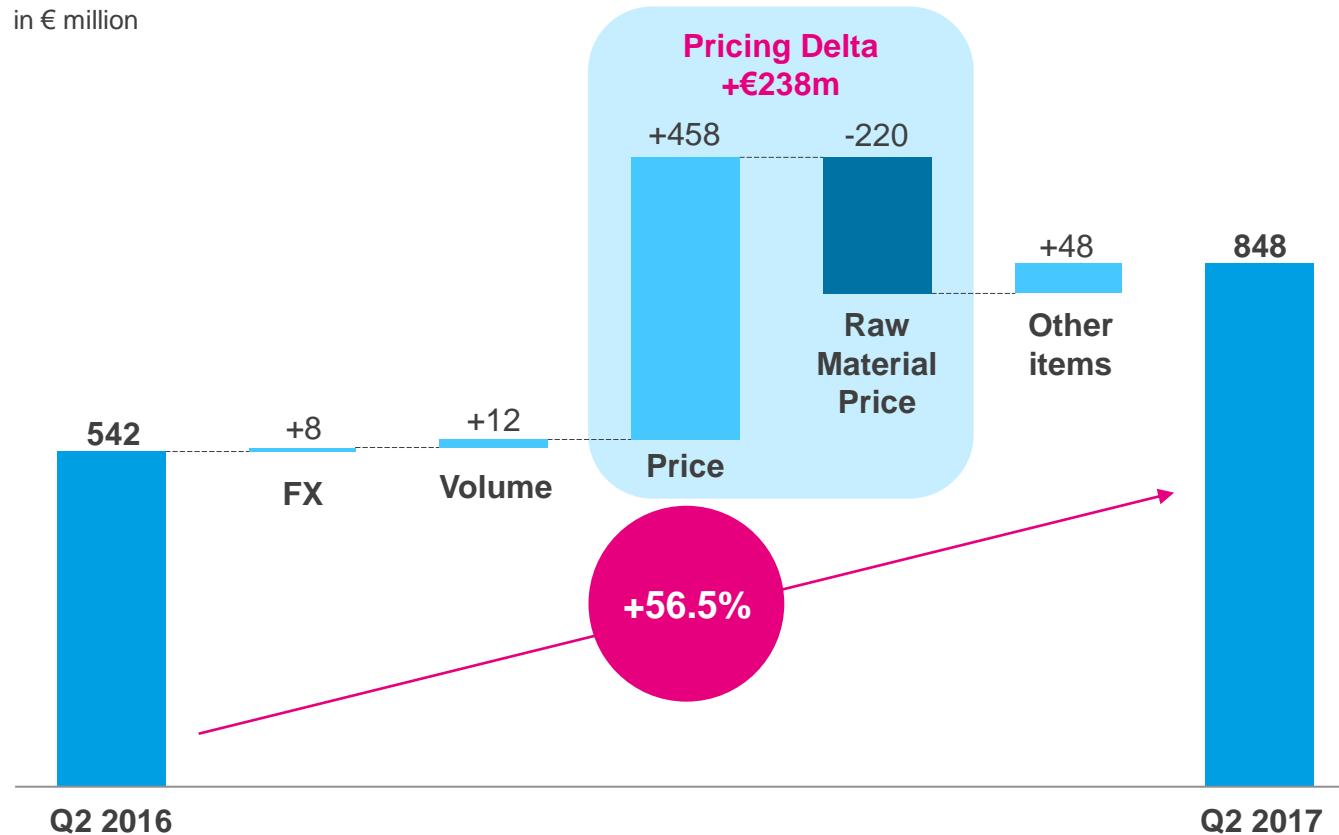 in € million
Pricing Delta
+€238m
+458
-220
+48
848
Raw
Material
Price
Other
items
542
+8
+12
FX
Volume
Price
+56.5%
Q2 2016
Q2 2017